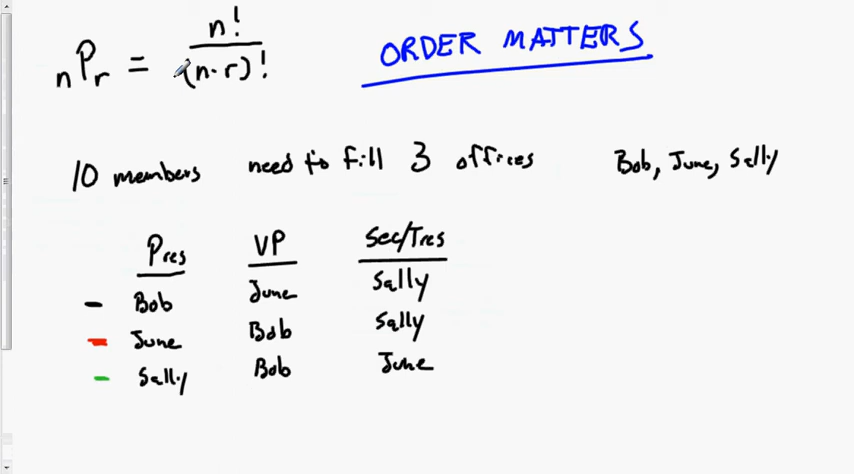 nPr = n! / (n-r)!
ORDER MATTERS
10 members need to fill 3 offices
Bob, June, Sally
Pres VP Sec/Tres
- Bob June Sally
- June Bob Sally
- Sally Bob June